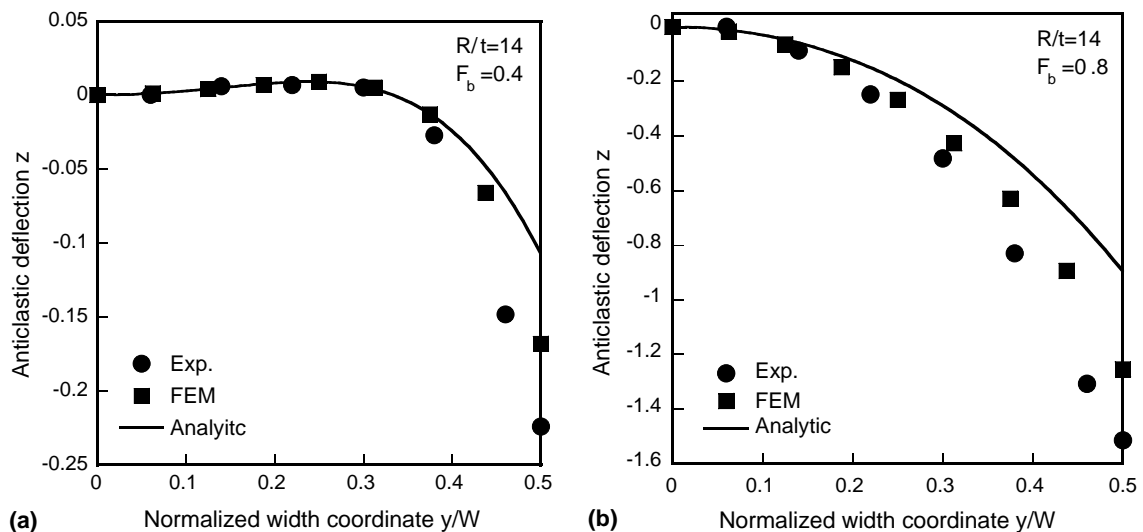 0.05
0
-0.05
-0.1
-0.15
-0.2
-0.25
Anticlastic deflection z
R/t=14
F_b=0.4
Exp.
FEM
Analyitc
0 0.1 0.2 0.3 0.4 0.5
(a) Normalized width coordinate y/W
0
-0.2
-0.4
-0.6
-0.8
-1
-1.2
-1.4
-1.6
Anticlastic deflection z
R/t=14
F_b=0.8
Exp.
FEM
Analytic
0 0.1 0.2 0.3 0.4 0.5
(b) Normalized width coordinate y/W